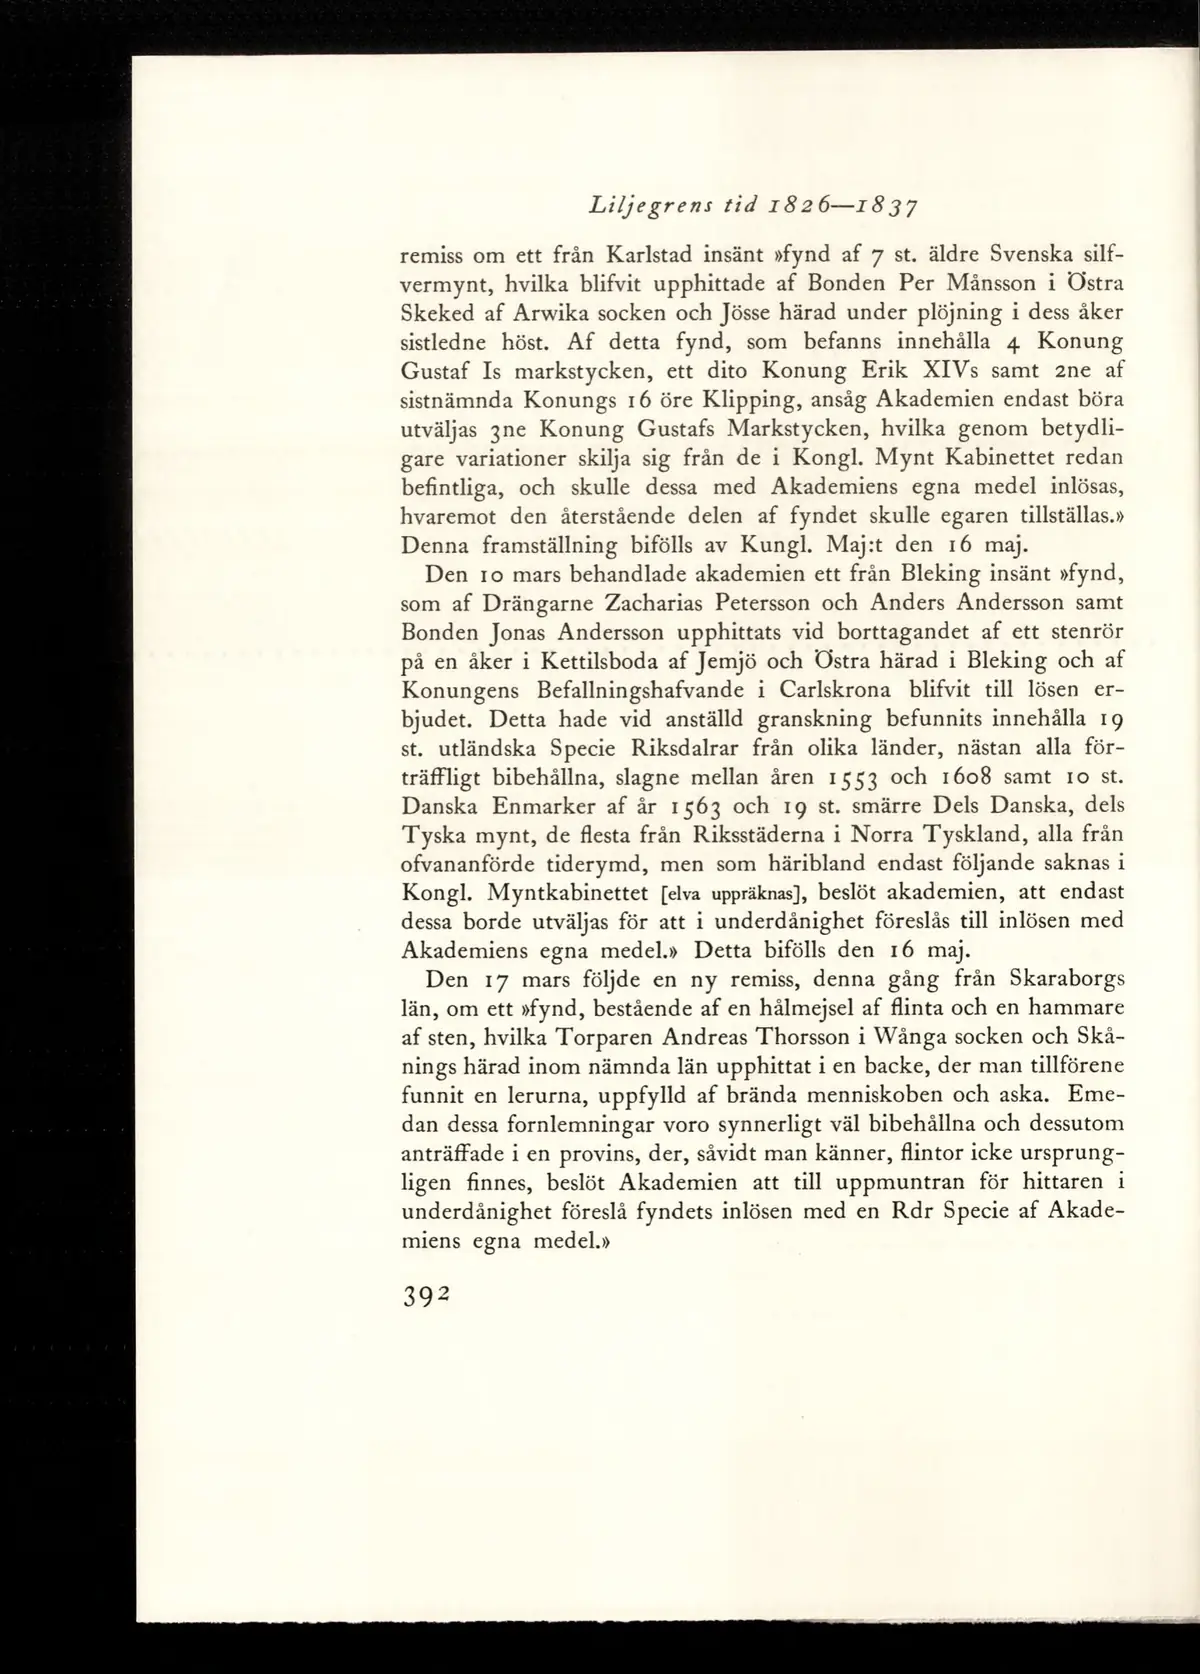 Liljegrens tid 1826—1837
remiss om ett från Karlstad insänt »fynd af 7 st. äldre Svenska silf-
vermynt, hvilka blifvit upphittade af Bonden Per Månsson i Östra
Skeked af Arwika socken och Jösse härad under plöjning i dess åker
sistledne höst. Af detta fynd, som befanns innehålla 4 Konung
Gustaf Is markstycken, ett dito Konung Erik XIVs samt 2ne af
sistnämnda Konungs 16 öre Klipping, ansåg Akademien endast böra
utväljas 3ne Konung Gustafs Markstycken, hvilka genom betydli-
gare variationer skilja sig från de i Kongl. Mynt Kabinettet redan
befintliga, och skulle dessa med Akademiens egna medel inlösas,
hvaremot den återstående delen af fyndet skulle egaren tillställas.»
Denna framställning bifölls av Kungl. Maj:t den 16 maj.
Den 10 mars behandlade akademien ett från Bleking insänt »fynd,
som af Drängarne Zacharias Petersson och Anders Andersson samt
Bonden Jonas Andersson upphittats vid borttagandet af ett stenrör
på en åker i Kettilsboda af Jemjö och Östra härad i Bleking och af
Konungens Befallningshafvande i Carlskrona blifvit till lösen er-
bjudet. Detta hade vid anställd granskning befunnits innehålla 19
st. utländska Specie Riksdalrar från olika länder, nästan alla för-
träffligt bibehållna, slagne mellan åren 1553 och 1608 samt 10 st.
Danska Enmarker af år 1563 och 19 st. smärre Dels Danska, dels
Tyska mynt, de flesta från Riksstäderna i Norra Tyskland, alla från
ofvananförde tiderymd, men som häribland endast följande saknas i
Kongl. Myntkabinettet [elva uppräknas], beslöt akademien, att endast
dessa borde utväljas för att i underdånighet föreslås till inlösen med
Akademiens egna medel.» Detta bifölls den 16 maj.
Den 17 mars följde en ny remiss, denna gång från Skaraborgs
län, om ett »fynd, bestående af en hålmejsel af flinta och en hammare
af sten, hvilka Torparen Andreas Thorsson i Wånga socken och Skå-
nings härad inom nämnda län upphittat i en backe, der man tillförene
funnit en lerurna, uppfylld af brända menniskoben och aska. Eme-
dan dessa fornlemningar voro synnerligt väl bibehållna och dessutom
anträffade i en provins, der, såvidt man känner, flintor icke ursprung-
ligen finnes, beslöt Akademien att till uppmuntran för hittaren i
underdånighet föreslå fyndets inlösen med en Rdr Specie af Akade-
miens egna medel.»
392